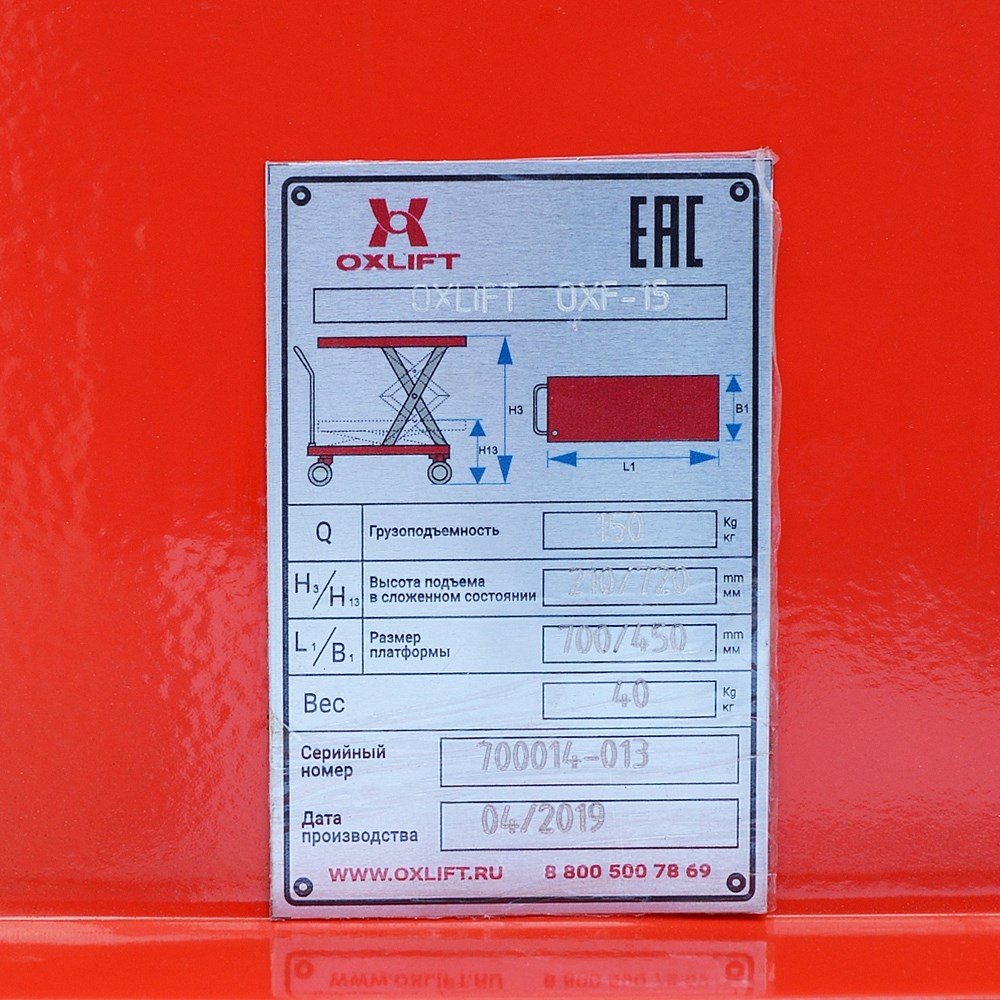 OXLIFT
EAC
OXLIFT OXF-15
H3
H13
B1
L1
Q Грузоподъемность 150 Kg
кг
H3/H13 Высота подъема
в сложенном состоянии 210/720 mm
мм
L1/B1 Размер
платформы 700/450 mm
мм
Вес 40 Kg
кг
Серийный
номер 700014-013
Дата
производства 04/2019
WWW.OXLIFT.RU 8 800 500 78 69